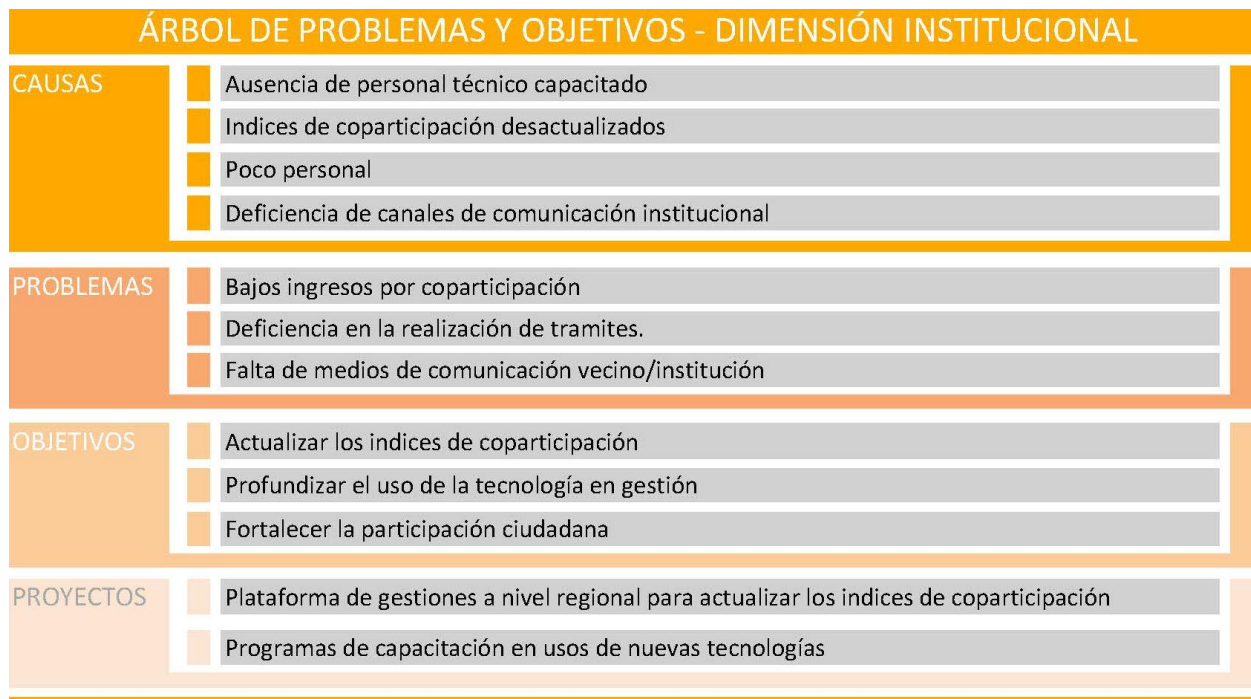 ÁRBOL DE PROBLEMAS Y OBJETIVOS - DIMENSIÓN INSTITUCIONAL
CAUSAS
Ausencia de personal técnico capacitado
Indices de coparticipación desactualizados
Poco personal
Deficiencia de canales de comunicación institucional
PROBLEMAS
Bajos ingresos por coparticipación
Deficiencia en la realización de tramites.
Falta de medios de comunicación vecino/institución
OBJETIVOS
Actualizar los indices de coparticipación
Profundizar el uso de la tecnología en gestión
Fortalecer la participación ciudadana
PROYECTOS
Plataforma de gestiones a nivel regional para actualizar los indices de coparticipación
Programas de capacitación en usos de nuevas tecnologías